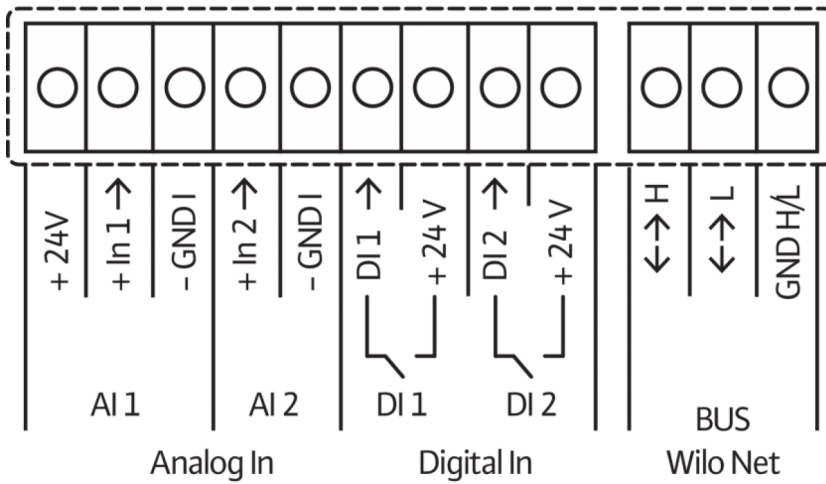 + 24V
+ In 1 →
– GND I
+ In 2 →
– GND I
DI 1 →
+ 24 V
DI 2 →
+ 24 V
↔ H
↔ L
GND H/L
AI 1
AI 2
DI 1
DI 2
BUS
Analog In
Digital In
Wilo Net